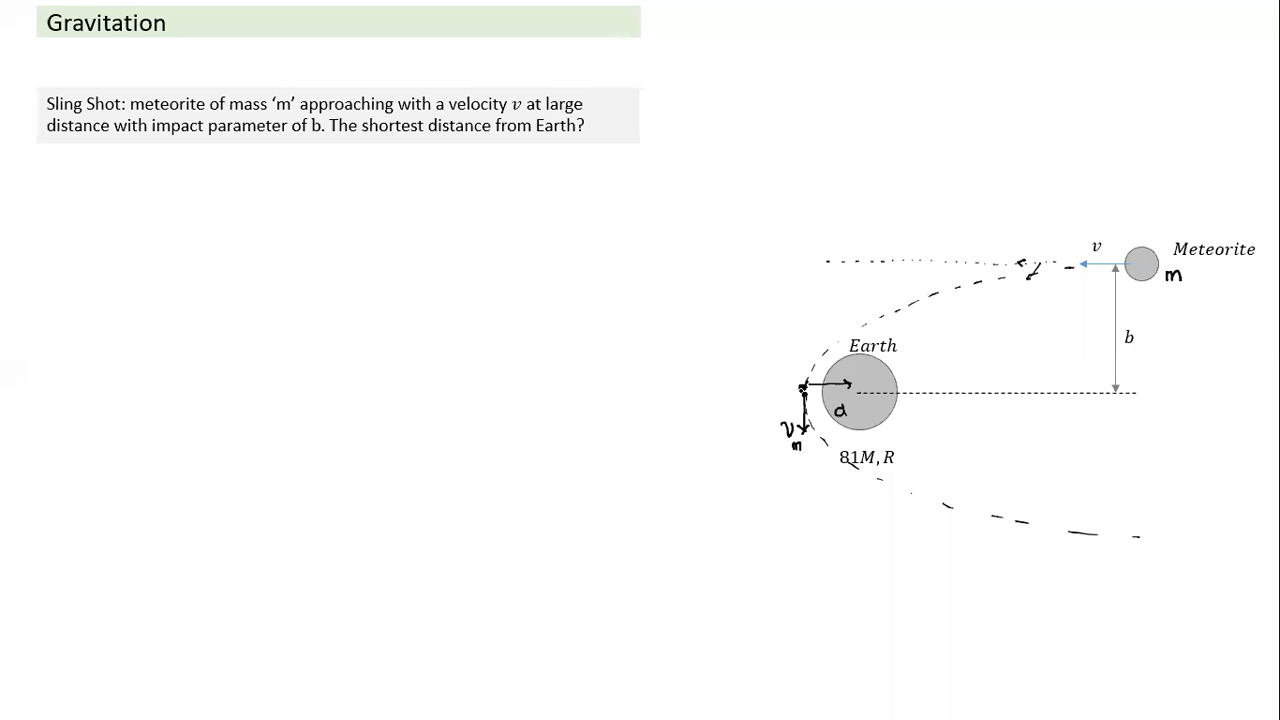 Gravitation
Sling Shot: meteorite of mass ‘m’ approaching with a velocity 𝑣 at large
distance with impact parameter of b. The shortest distance from Earth?
𝑣
Meteorite
m
b
Earth
d
v
m
81M, R